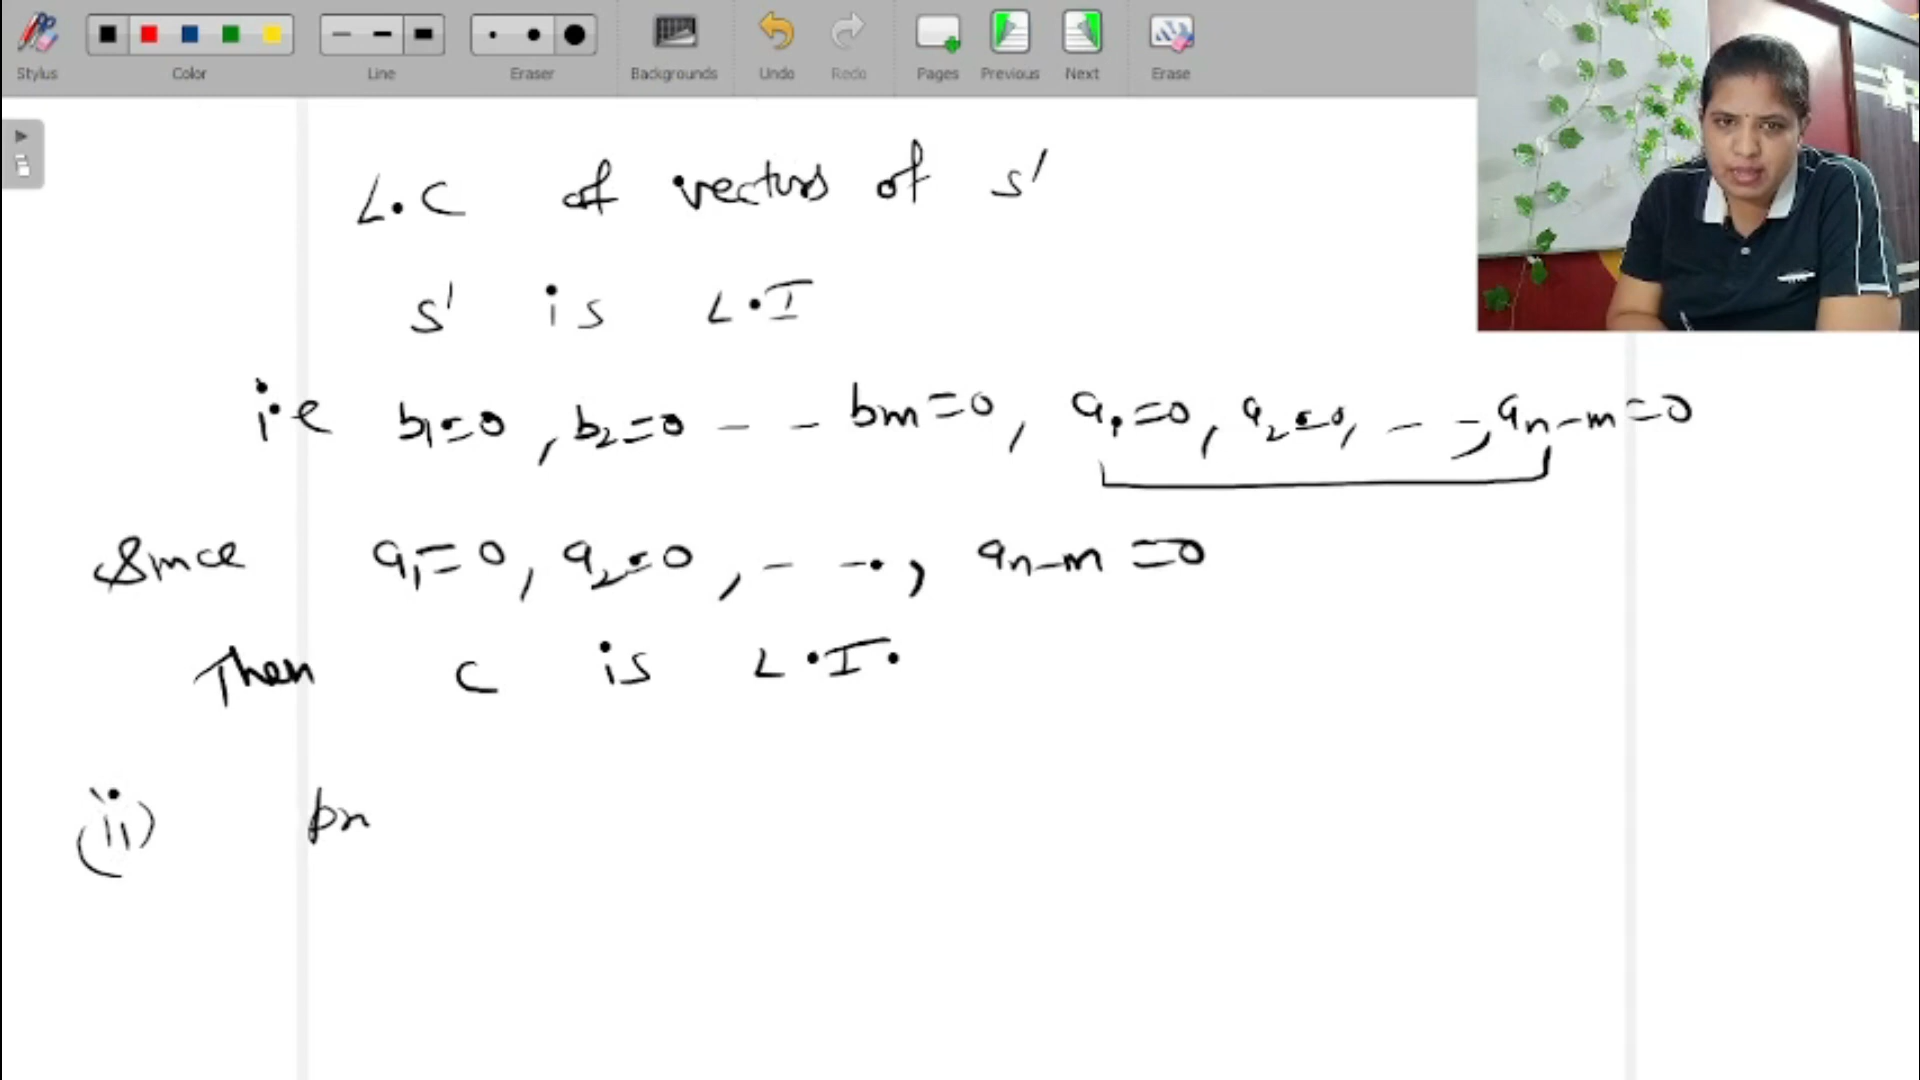 Stylus Color Line Eraser Backgrounds Undo Redo Pages Previous Next Erase
L.C of vectors of s'
s' is L.I
i.e b₁=0, b₂=0 - - bm=0, a₁=0, a₂=0, - -, an-m=0
Since a₁=0, a₂=0, - - ., an-m=0
Then C is L.I.
(ii)